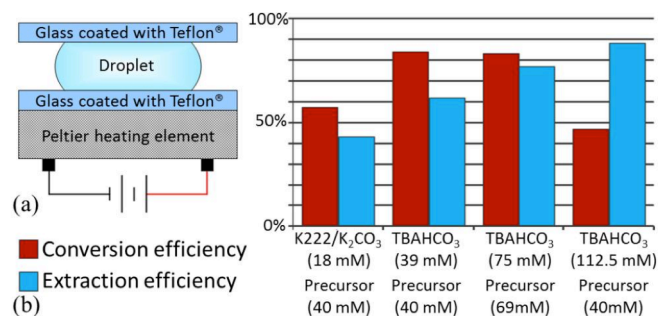 Glass coated with Teflon®
Droplet
Glass coated with Teflon®
Peltier heating element
(a)
Conversion efficiency
Extraction efficiency
(b)
100%
50%
0%
K222/K₂CO₃
(18 mM)
Precursor
(40 mM)
TBAHCO₃
(39 mM)
Precursor
(40 mM)
TBAHCO₃
(75 mM)
Precursor
(69mM)
TBAHCO₃
(112.5 mM)
Precursor
(40mM)